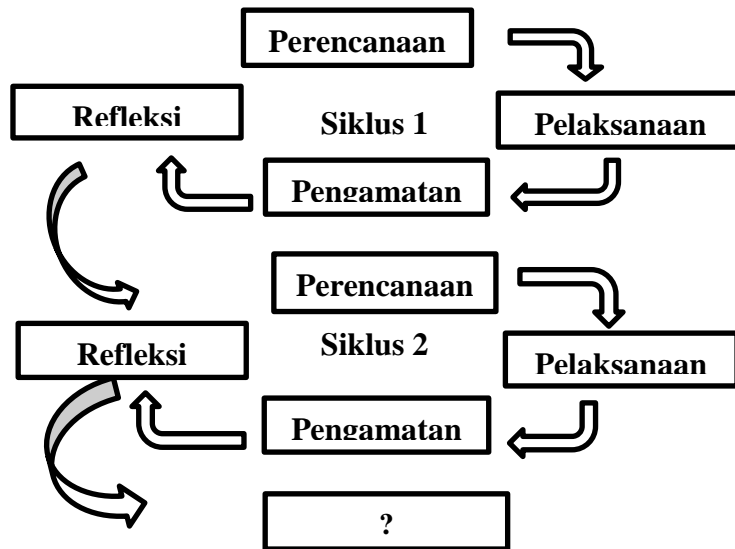 Perencanaan
Refleksi
Siklus 1
Pelaksanaan
Pengamatan
Perencanaan
Refleksi
Siklus 2
Pelaksanaan
Pengamatan
?